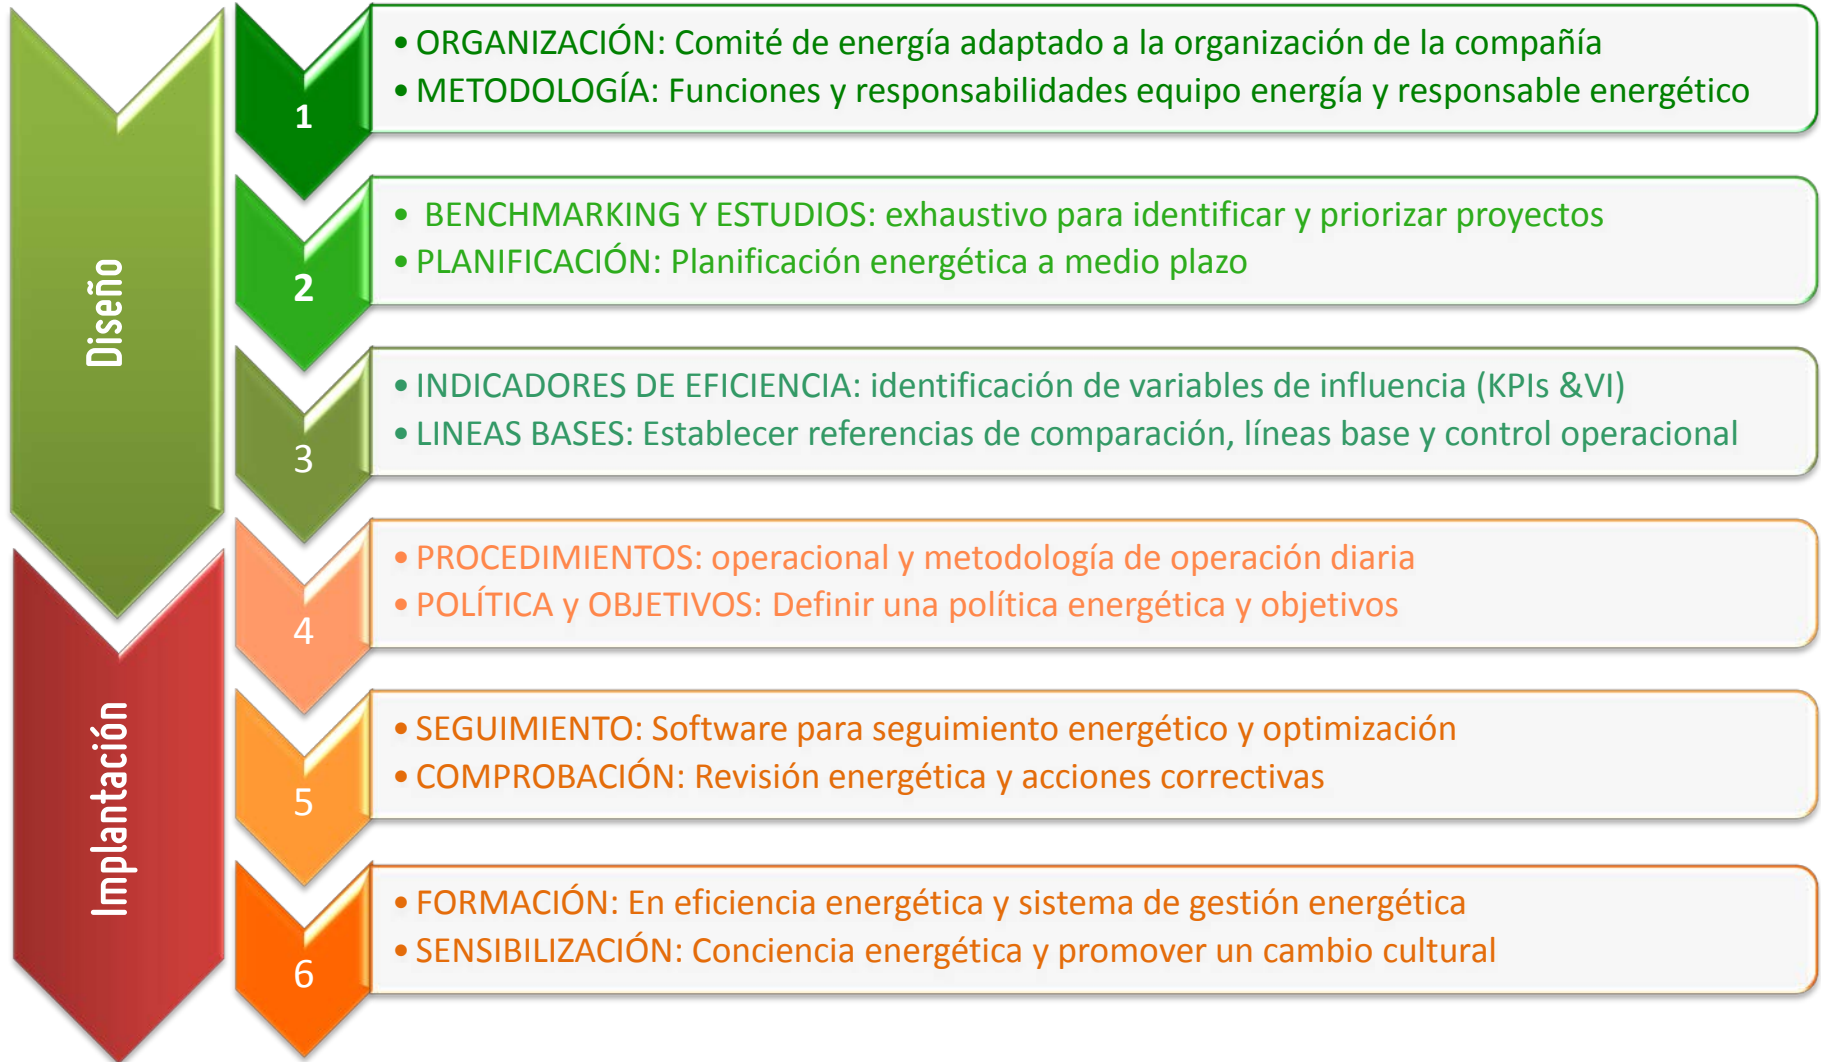 Diseño
1
• ORGANIZACIÓN: Comité de energía adaptado a la organización de la compañía
• METODOLOGÍA: Funciones y responsabilidades equipo energía y responsable energético
2
• BENCHMARKING Y ESTUDIOS: exhaustivo para identificar y priorizar proyectos
• PLANIFICACIÓN: Planificación energética a medio plazo
3
• INDICADORES DE EFICIENCIA: identificación de variables de influencia (KPIs &VI)
• LINEAS BASES: Establecer referencias de comparación, líneas base y control operacional
Implantación
4
• PROCEDIMIENTOS: operacional y metodología de operación diaria
• POLÍTICA y OBJETIVOS: Definir una política energética y objetivos
5
• SEGUIMIENTO: Software para seguimiento energético y optimización
• COMPROBACIÓN: Revisión energética y acciones correctivas
6
• FORMACIÓN: En eficiencia energética y sistema de gestión energética
• SENSIBILIZACIÓN: Conciencia energética y promover un cambio cultural